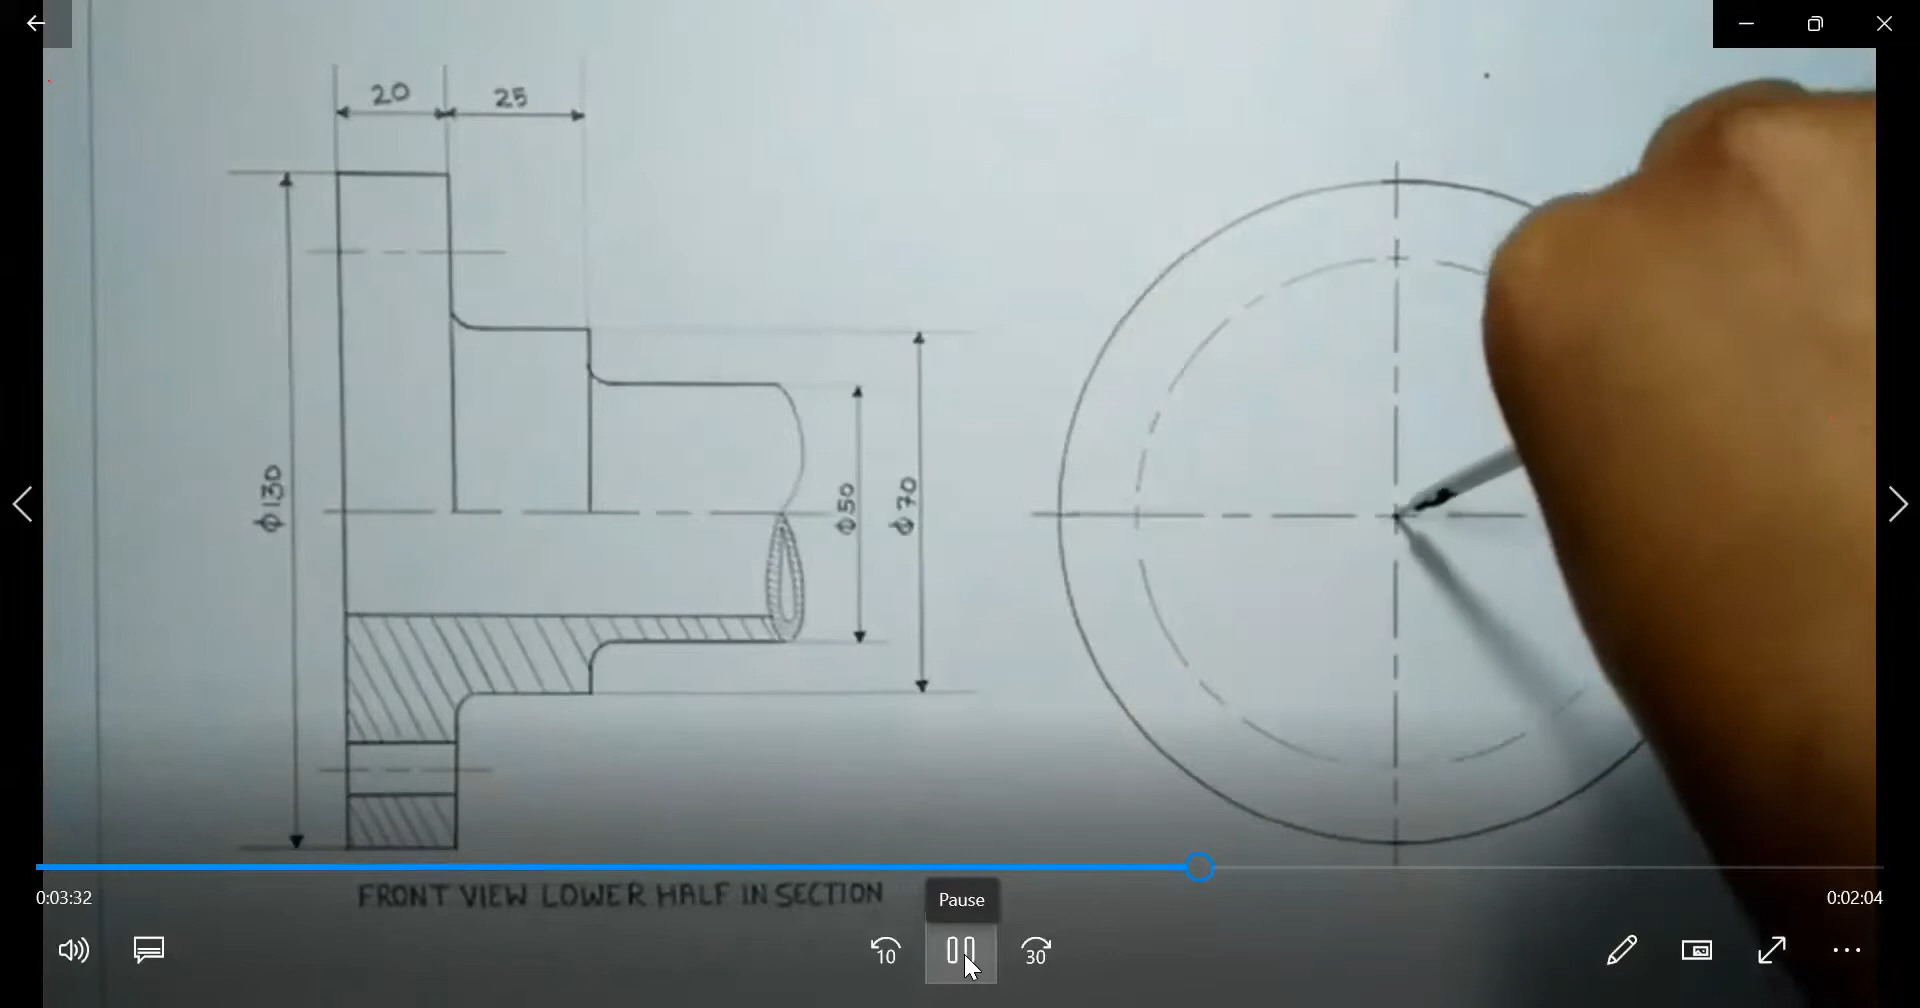 20
25
ϕ130
ϕ50
ϕ70
0:03:32
FRONT VIEW LOWER HALF IN SECTION
Pause
0:02:04
10
30